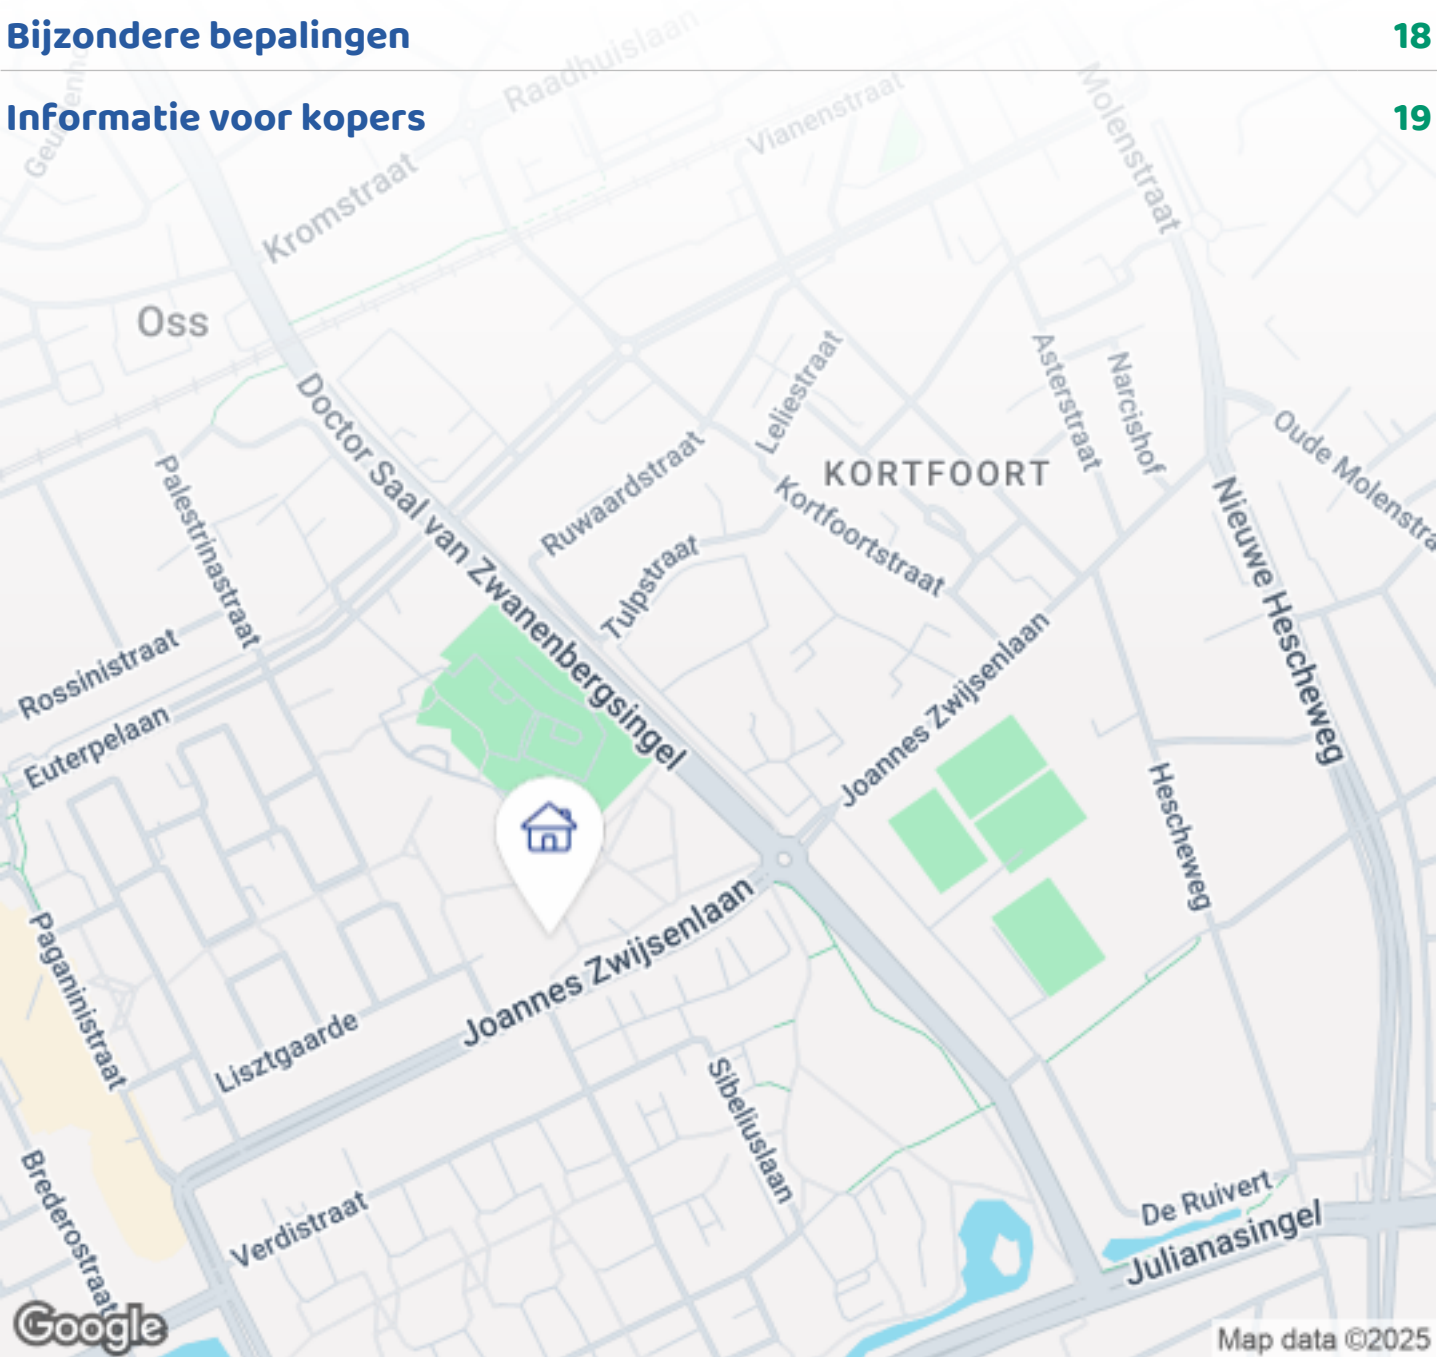 Bijzondere bepalingen 18
Informatie voor kopers 19
Raadhuislaan
Vianenstraat
Molenstraat
Kromstraat
Oss
Doctor Saal van Zwanenbergsingel
Leliestraat
Asterstraat
Narcishof
Oude Molenstra
KORTFOORT
Ruwaardstraat
Kortfoortstraat
Palestrinastraat
Tulpstraat
Nieuwe Hescheweg
Rossinistraat
Euterpelaan
Joannes Zwijsenlaan
Hescheweg
Paganinistraat
Joannes Zwijsenlaan
Lisztgaarde
Sibeliuslaan
Brederostraat
Verdistraat
De Ruivert
Julianasingel
Google
Map data ©2025